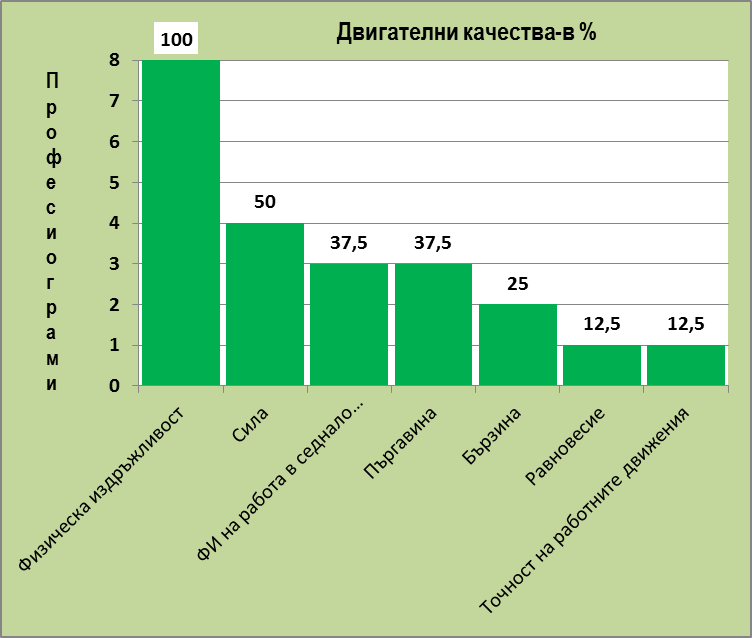 Двигателни качества-в %
Професиограми
8
7
6
5
4
3
2
1
0
100
50
37,5
37,5
25
12,5
12,5
Физическа издръжливост
Сила
ФИ на работа в седнало...
Пъргавина
Бързина
Равновесие
Точност на работните движения